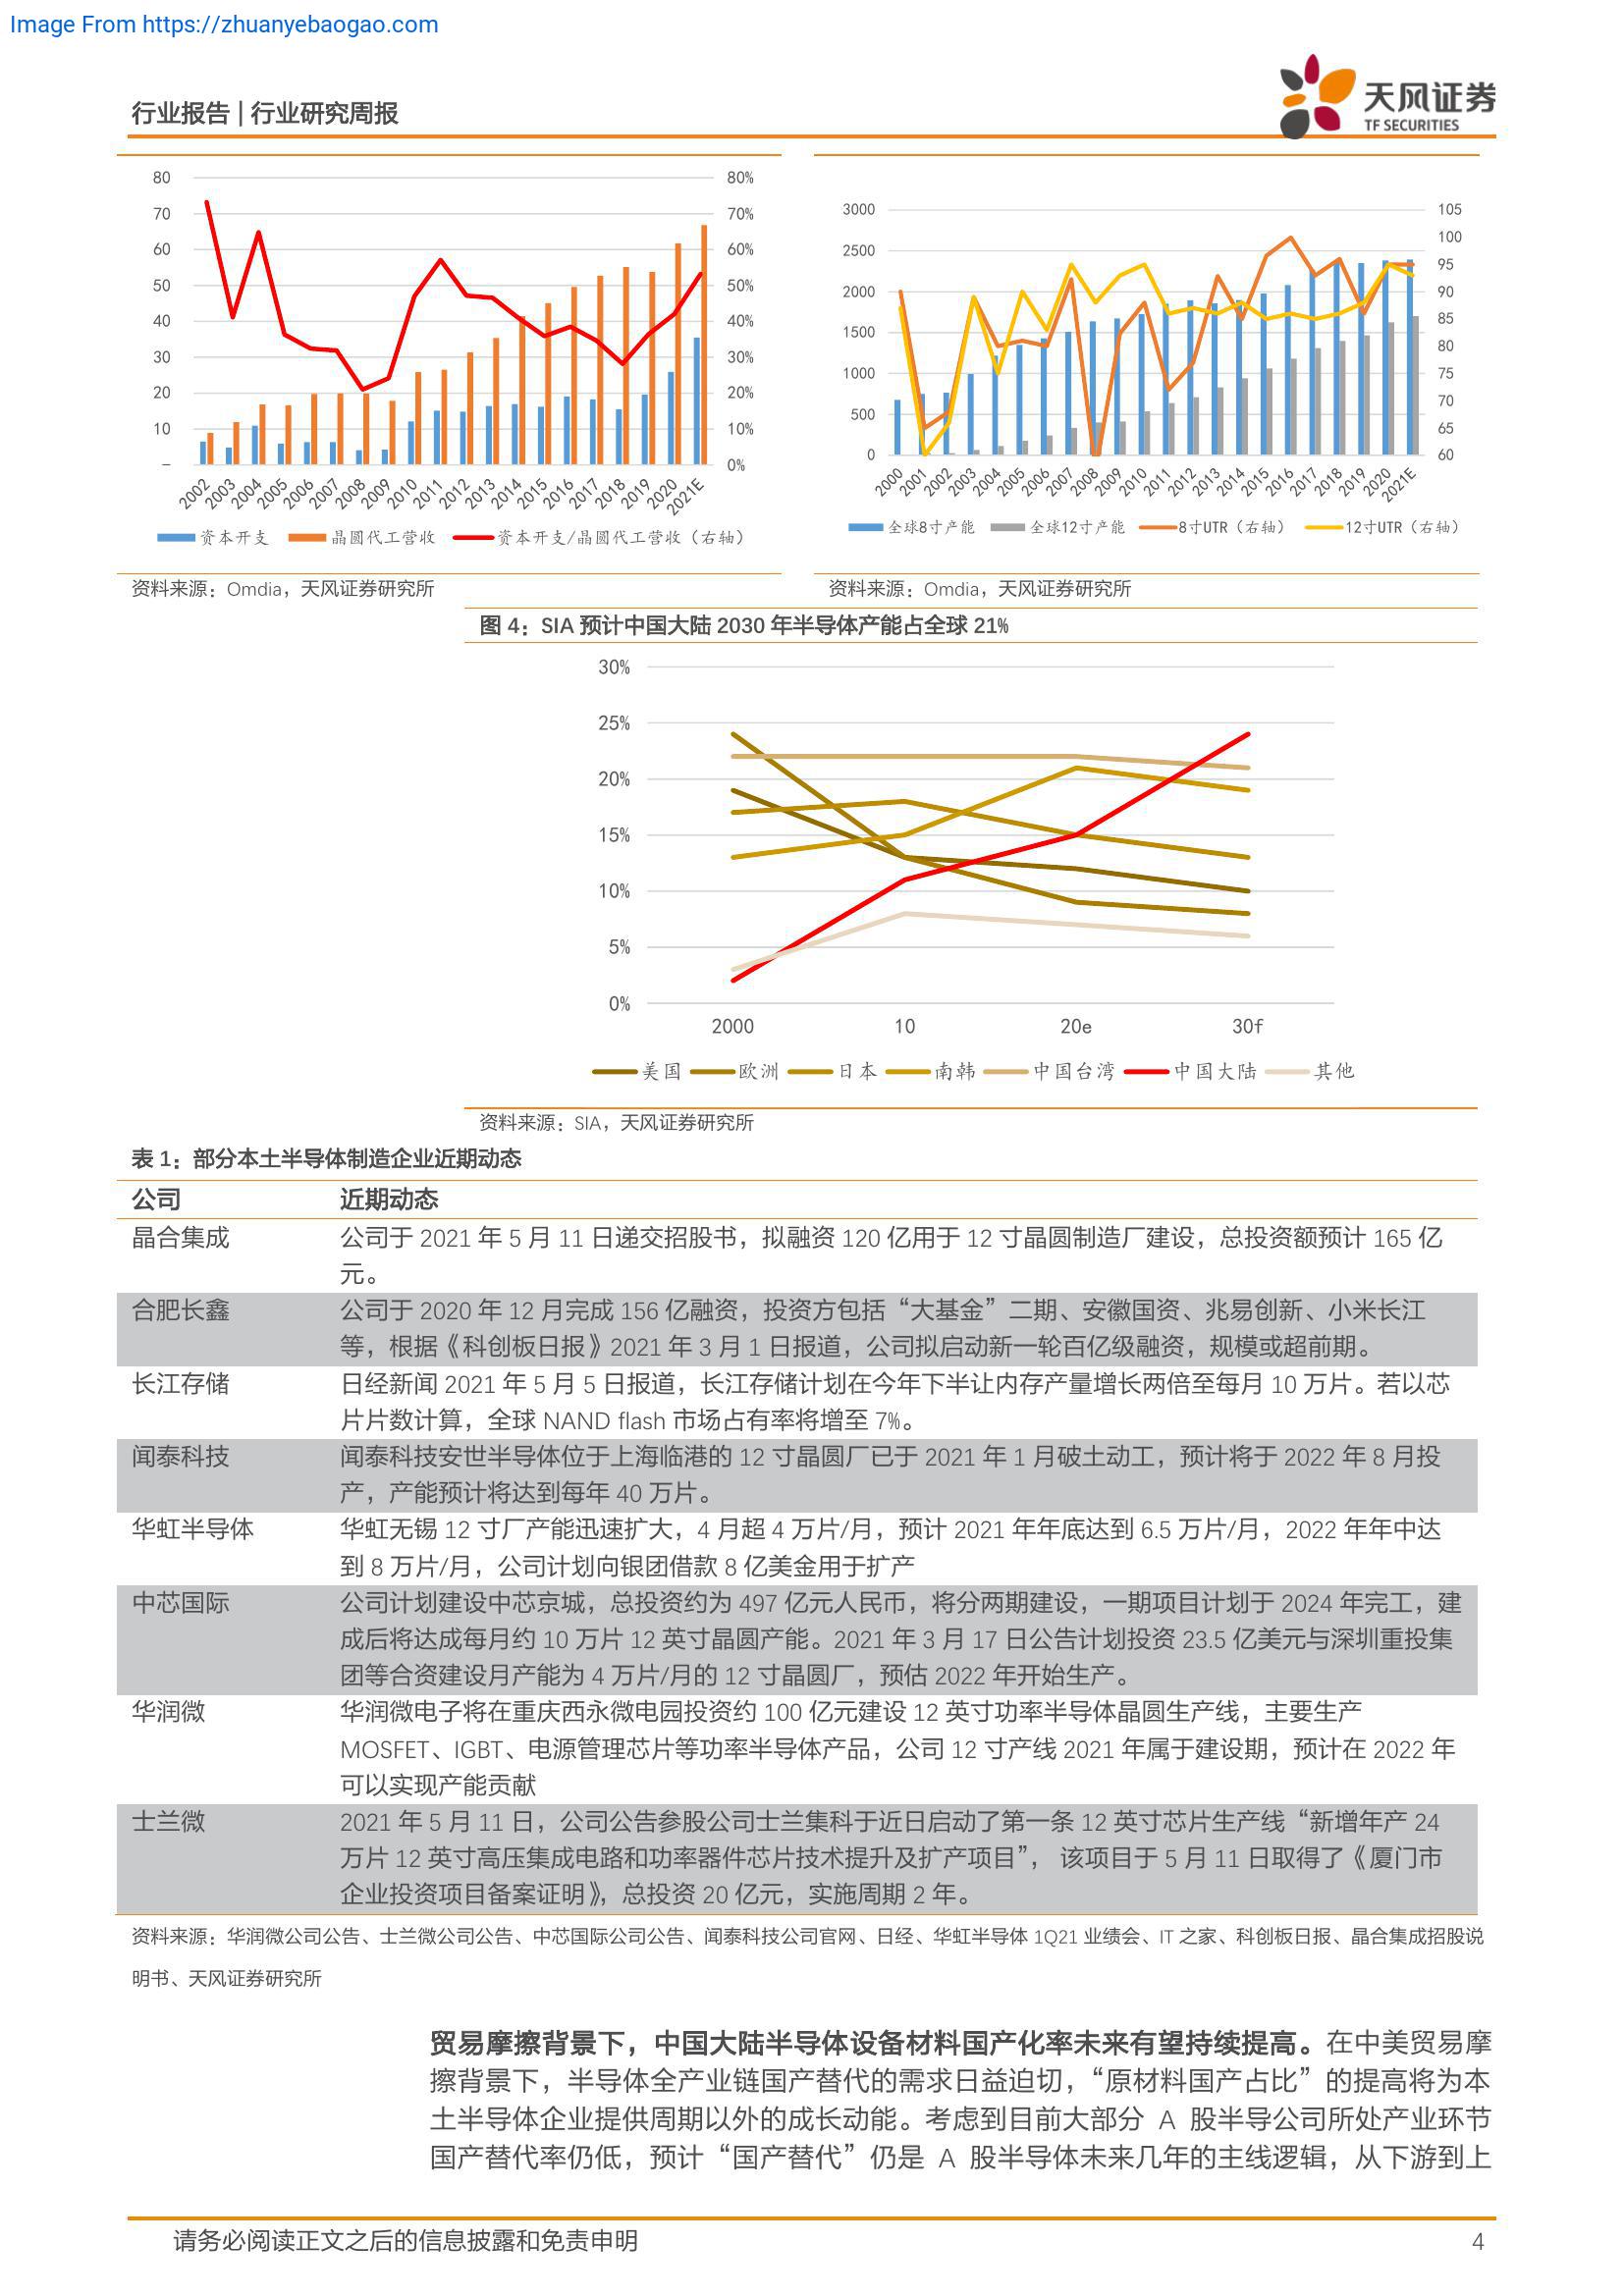 Image From https://zhuanyebaogao.com
行业报告 | 行业研究周报
天风证券
TF SECURITIES
80
70
60
50
40
30
20
10
–
80%
70%
60%
50%
40%
30%
20%
10%
0%
2002 2003 2004 2005 2006 2007 2008 2009 2010 2011 2012 2013 2014 2015 2016 2017 2018 2019 2020 2021E
资本开支 晶圆代工营收 资本开支/晶圆代工营收（右轴）
3000
2500
2000
1500
1000
500
0
105
100
95
90
85
80
75
70
65
60
2000 2001 2002 2003 2004 2005 2006 2007 2008 2009 2010 2011 2012 2013 2014 2015 2016 2017 2018 2019 2020 2021E
全球8寸产能 全球12寸产能 8寸UTR（右轴） 12寸UTR（右轴）
资料来源：Omdia，天风证券研究所
资料来源：Omdia，天风证券研究所
图 4：SIA 预计中国大陆 2030 年半导体产能占全球 21%
30%
25%
20%
15%
10%
5%
0%
2000 10 20e 30f
美国 欧洲 日本 南韩 中国台湾 中国大陆 其他
资料来源：SIA，天风证券研究所
表 1：部分本土半导体制造企业近期动态
公司 近期动态
晶合集成 公司于 2021 年 5 月 11 日递交招股书，拟融资 120 亿用于 12 寸晶圆制造厂建设，总投资额预计 165 亿
元。
合肥长鑫 公司于 2020 年 12 月完成 156 亿融资，投资方包括“大基金”二期、安徽国资、兆易创新、小米长江
等，根据《科创板日报》2021 年 3 月 1 日报道，公司拟启动新一轮百亿级融资，规模或超前期。
长江存储 日经新闻 2021 年 5 月 5 日报道，长江存储计划在今年下半让内存产量增长两倍至每月 10 万片。若以芯
片片数计算，全球 NAND flash 市场占有率将增至 7%。
闻泰科技 闻泰科技安世半导体位于上海临港的 12 寸晶圆厂已于 2021 年 1 月破土动工，预计将于 2022 年 8 月投
产，产能预计将达到每年 40 万片。
华虹半导体 华虹无锡 12 寸厂产能迅速扩大，4 月超 4 万片/月，预计 2021 年年底达到 6.5 万片/月，2022 年年中达
到 8 万片/月，公司计划向银团借款 8 亿美金用于扩产
中芯国际 公司计划建设中芯京城，总投资约为 497 亿元人民币，将分两期建设，一期项目计划于 2024 年完工，建
成后将达成每月约 10 万片 12 英寸晶圆产能。2021 年 3 月 17 日公告计划投资 23.5 亿美元与深圳重投集
团等合资建设月产能为 4 万片/月的 12 寸晶圆厂，预估 2022 年开始生产。
华润微 华润微电子将在重庆西永微电园投资约 100 亿元建设 12 英寸功率半导体晶圆生产线，主要生产
MOSFET、IGBT、电源管理芯片等功率半导体产品，公司 12 寸产线 2021 年属于建设期，预计在 2022 年
可以实现产能贡献
士兰微 2021 年 5 月 11 日，公司公告参股公司士兰集科于近日启动了第一条 12 英寸芯片生产线“新增年产 24
万片 12 英寸高压集成电路和功率器件芯片技术提升及扩产项目”， 该项目于 5 月 11 日取得了《厦门市
企业投资项目备案证明》，总投资 20 亿元，实施周期 2 年。
资料来源：华润微公司公告、士兰微公司公告、中芯国际公司公告、闻泰科技公司官网、日经、华虹半导体 1Q21 业绩会、IT 之家、科创板日报、晶合集成招股说
明书、天风证券研究所
贸易摩擦背景下，中国大陆半导体设备材料国产化率未来有望持续提高。在中美贸易摩
擦背景下，半导体全产业链国产替代的需求日益迫切，“原材料国产占比”的提高将为本
土半导体企业提供周期以外的成长动能。考虑到目前大部分 A 股半导公司所处产业环节
国产替代率仍低，预计“国产替代”仍是 A 股半导体未来几年的主线逻辑，从下游到上
请务必阅读正文之后的信息披露和免责申明 4